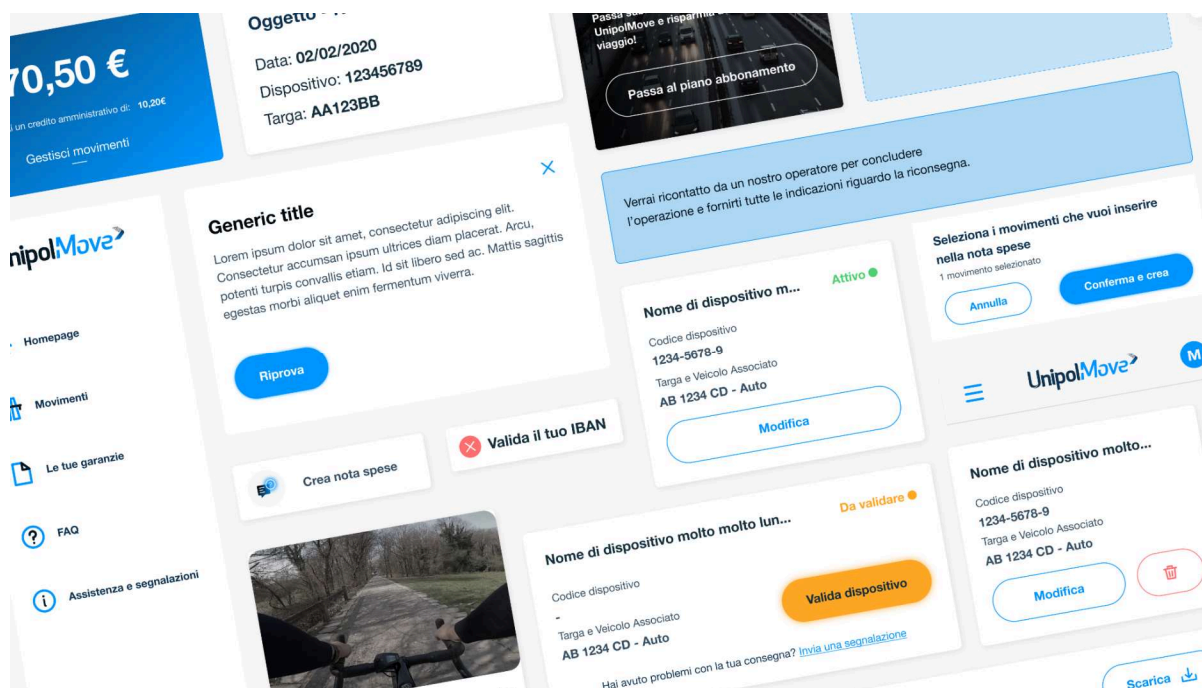 70,50 €
di un credito amministrativo di: 10,20€
Gestisci movimenti
Oggetto
Data: 02/02/2020
Dispositivo: 123456789
Targa: AA123BB
UnipolMove e risparmia
viaggio!
Passa al piano abbonamento
Verrai ricontatto da un nostro operatore per concludere
l'operazione e fornirti tutte le indicazioni riguardo la riconsegna.
UnipolMove
Homepage
Movimenti
Le tue garanzie
FAQ
Assistenza e segnalazioni
Generic title
Lorem ipsum dolor sit amet, consectetur adipiscing elit.
Consectetur accumsan ipsum ultrices diam placerat. Arcu,
potenti turpis convallis etiam. Id sit libero sed ac. Mattis sagittis
egestas morbi aliquet enim fermentum viverra.
Riprova
Crea nota spese
Valida il tuo IBAN
Nome di dispositivo m...
Attivo
Codice dispositivo
1234-5678-9
Targa e Veicolo Associato
AB 1234 CD - Auto
Modifica
Seleziona i movimenti che vuoi inserire
nella nota spese
1 movimento selezionato
Annulla
Conferma e crea
UnipolMove
M
Nome di dispositivo molto molto lun...
Da validare
Codice dispositivo
-
Targa e Veicolo Associato
AB 1234 CD - Auto
Valida dispositivo
Hai avuto problemi con la tua consegna? Invia una segnalazione
Nome di dispositivo molto...
Codice dispositivo
1234-5678-9
Targa e Veicolo Associato
AB 1234 CD - Auto
Modifica
Scarica